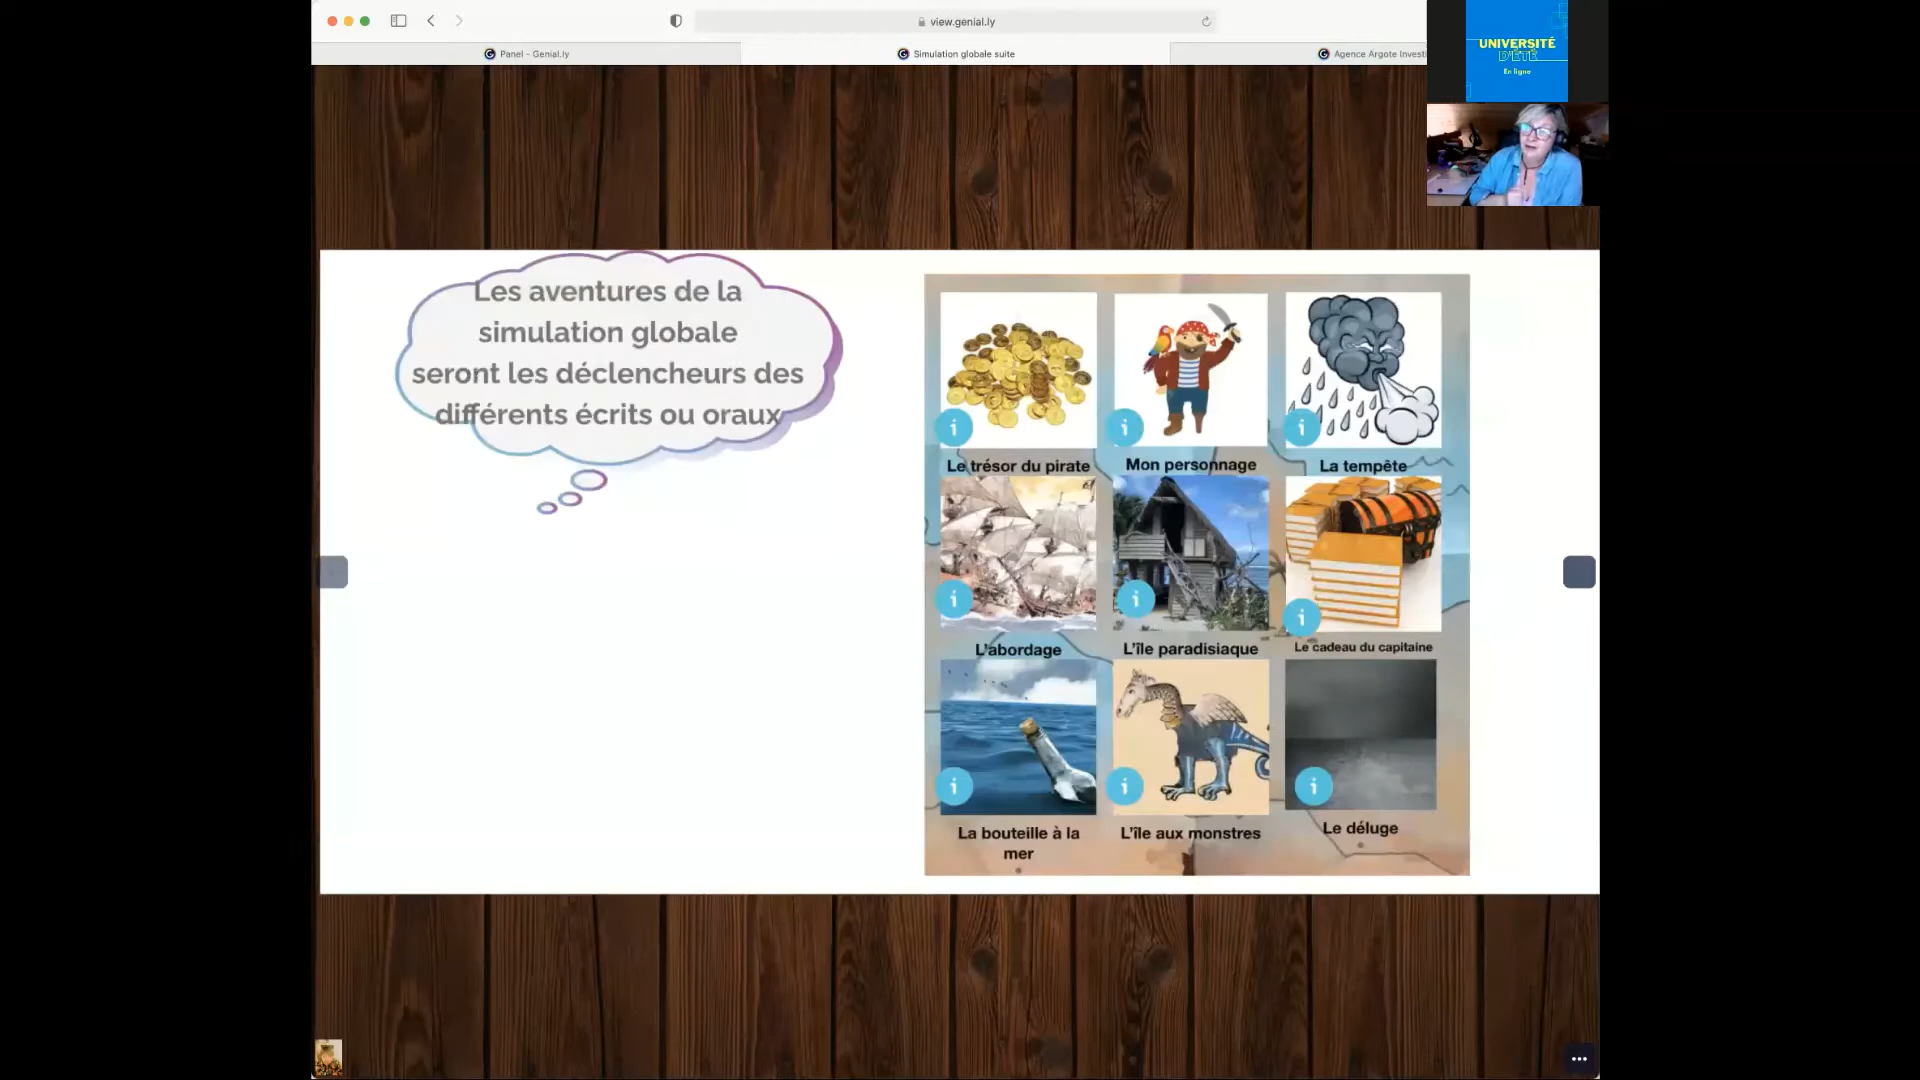 view.genial.ly
Panel - Genial.ly
Simulation globale suite
Agence Argote Investi
UNIVERSITÉ
D'ÉTÉ
En ligne
Les aventures de la
simulation globale
seront les déclencheurs des
différents écrits ou oraux
Le trésor du pirate
Mon personnage
La tempête
L'abordage
L'île paradisiaque
Le cadeau du capitaine
La bouteille à la
mer
L'île aux monstres
Le déluge